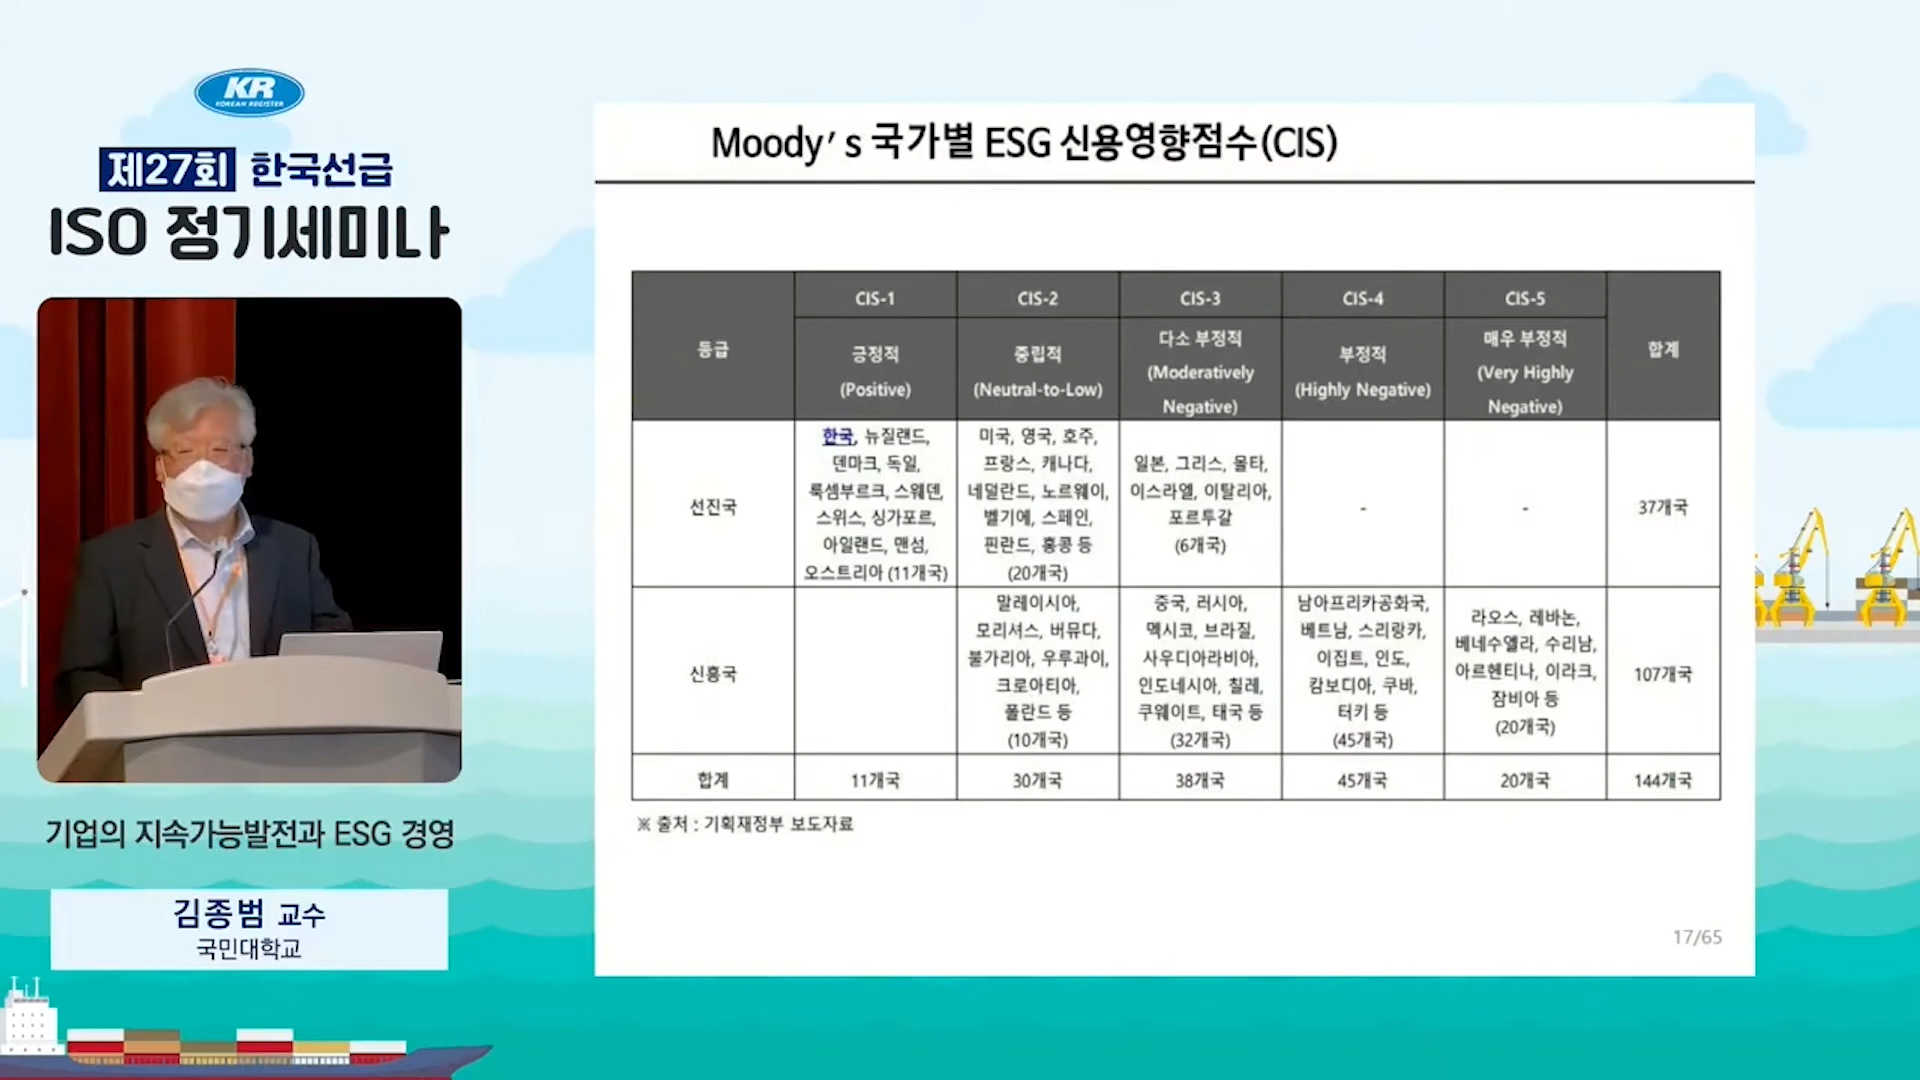 KR
KOREAN REGISTER
제27회 한국선급
ISO 정기세미나
기업의 지속가능발전과 ESG 경영
김종범 교수
국민대학교
Moody's 국가별 ESG 신용영향점수(CIS)
등급
CIS-1
CIS-2
CIS-3
CIS-4
CIS-5
합계
긍정적
(Positive)
중립적
(Neutral-to-Low)
다소 부정적
(Moderatively
Negative)
부정적
(Highly Negative)
매우 부정적
(Very Highly
Negative)
선진국
한국, 뉴질랜드,
덴마크, 독일,
룩셈부르크, 스웨덴,
스위스, 싱가포르,
아일랜드, 맨섬,
오스트리아 (11개국)
미국, 영국, 호주,
프랑스, 캐나다,
네덜란드, 노르웨이,
벨기에, 스페인,
핀란드, 홍콩 등
(20개국)
일본, 그리스, 몰타,
이스라엘, 이탈리아,
포르투갈
(6개국)
-
-
37개국
신흥국
말레이시아,
모리셔스, 버뮤다,
불가리아, 우루과이,
크로아티아,
폴란드 등
(10개국)
중국, 러시아,
멕시코, 브라질,
사우디아라비아,
인도네시아, 칠레,
쿠웨이트, 태국 등
(32개국)
남아프리카공화국,
베트남, 스리랑카,
이집트, 인도,
캄보디아, 쿠바,
터키 등
(45개국)
라오스, 레바논,
베네수엘라, 수리남,
아르헨티나, 이라크,
잠비아 등
(20개국)
107개국
합계
11개국
30개국
38개국
45개국
20개국
144개국
※ 출처 : 기획재정부 보도자료
17/65